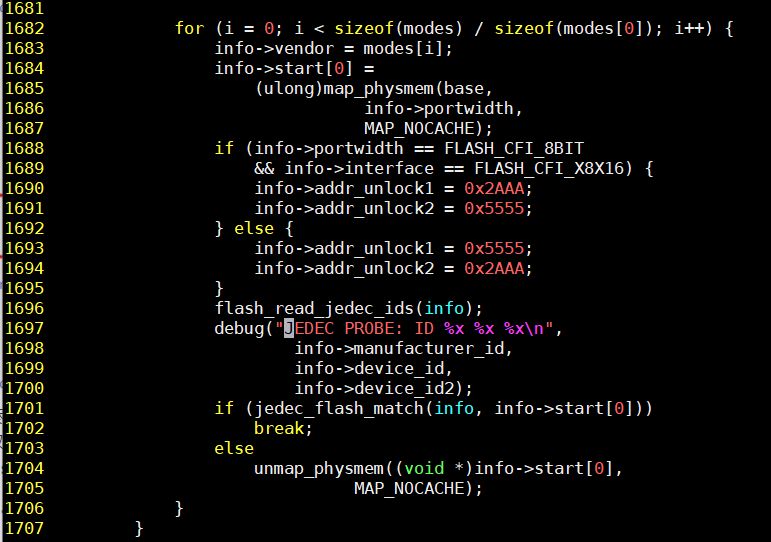 1681
1682             for (i = 0; i < sizeof(modes) / sizeof(modes[0]); i++) {
1683                 info->vendor = modes[i];
1684                 info->start[0] =
1685                     (ulong)map_physmem(base,
1686                                info->portwidth,
1687                                MAP_NOCACHE);
1688                 if (info->portwidth == FLASH_CFI_8BIT
1689                     && info->interface == FLASH_CFI_X8X16) {
1690                     info->addr_unlock1 = 0x2AAA;
1691                     info->addr_unlock2 = 0x5555;
1692                 } else {
1693                     info->addr_unlock1 = 0x5555;
1694                     info->addr_unlock2 = 0x2AAA;
1695                 }
1696                 flash_read_jedec_ids(info);
1697                 debug("JEDEC PROBE: ID %x %x %x\n",
1698                         info->manufacturer_id,
1699                         info->device_id,
1700                         info->device_id2);
1701                 if (jedec_flash_match(info, info->start[0]))
1702                     break;
1703                 else
1704                     unmap_physmem((void *)info->start[0],
1705                               MAP_NOCACHE);
1706             }
1707         }